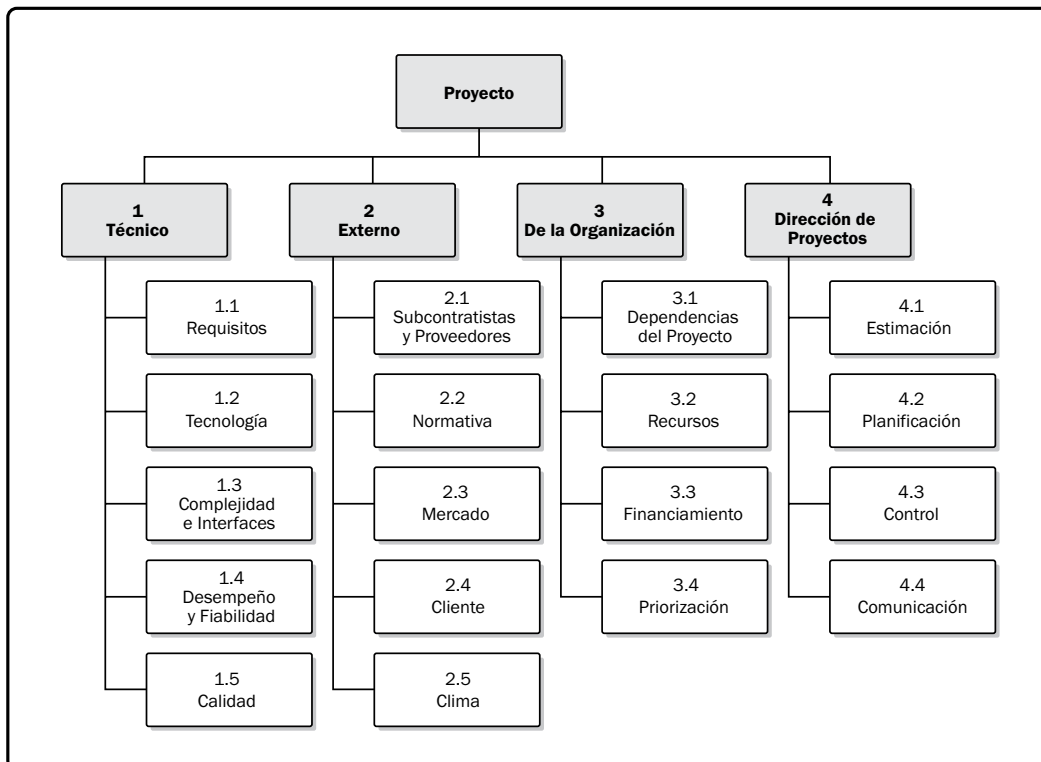 Proyecto
1
Técnico
2
Externo
3
De la Organización
4
Dirección de
Proyectos
1.1
Requisitos
2.1
Subcontratistas
y Proveedores
3.1
Dependencias
del Proyecto
4.1
Estimación
1.2
Tecnología
2.2
Normativa
3.2
Recursos
4.2
Planificación
1.3
Complejidad
e Interfaces
2.3
Mercado
3.3
Financiamiento
4.3
Control
1.4
Desempeño
y Fiabilidad
2.4
Cliente
3.4
Priorización
4.4
Comunicación
1.5
Calidad
2.5
Clima